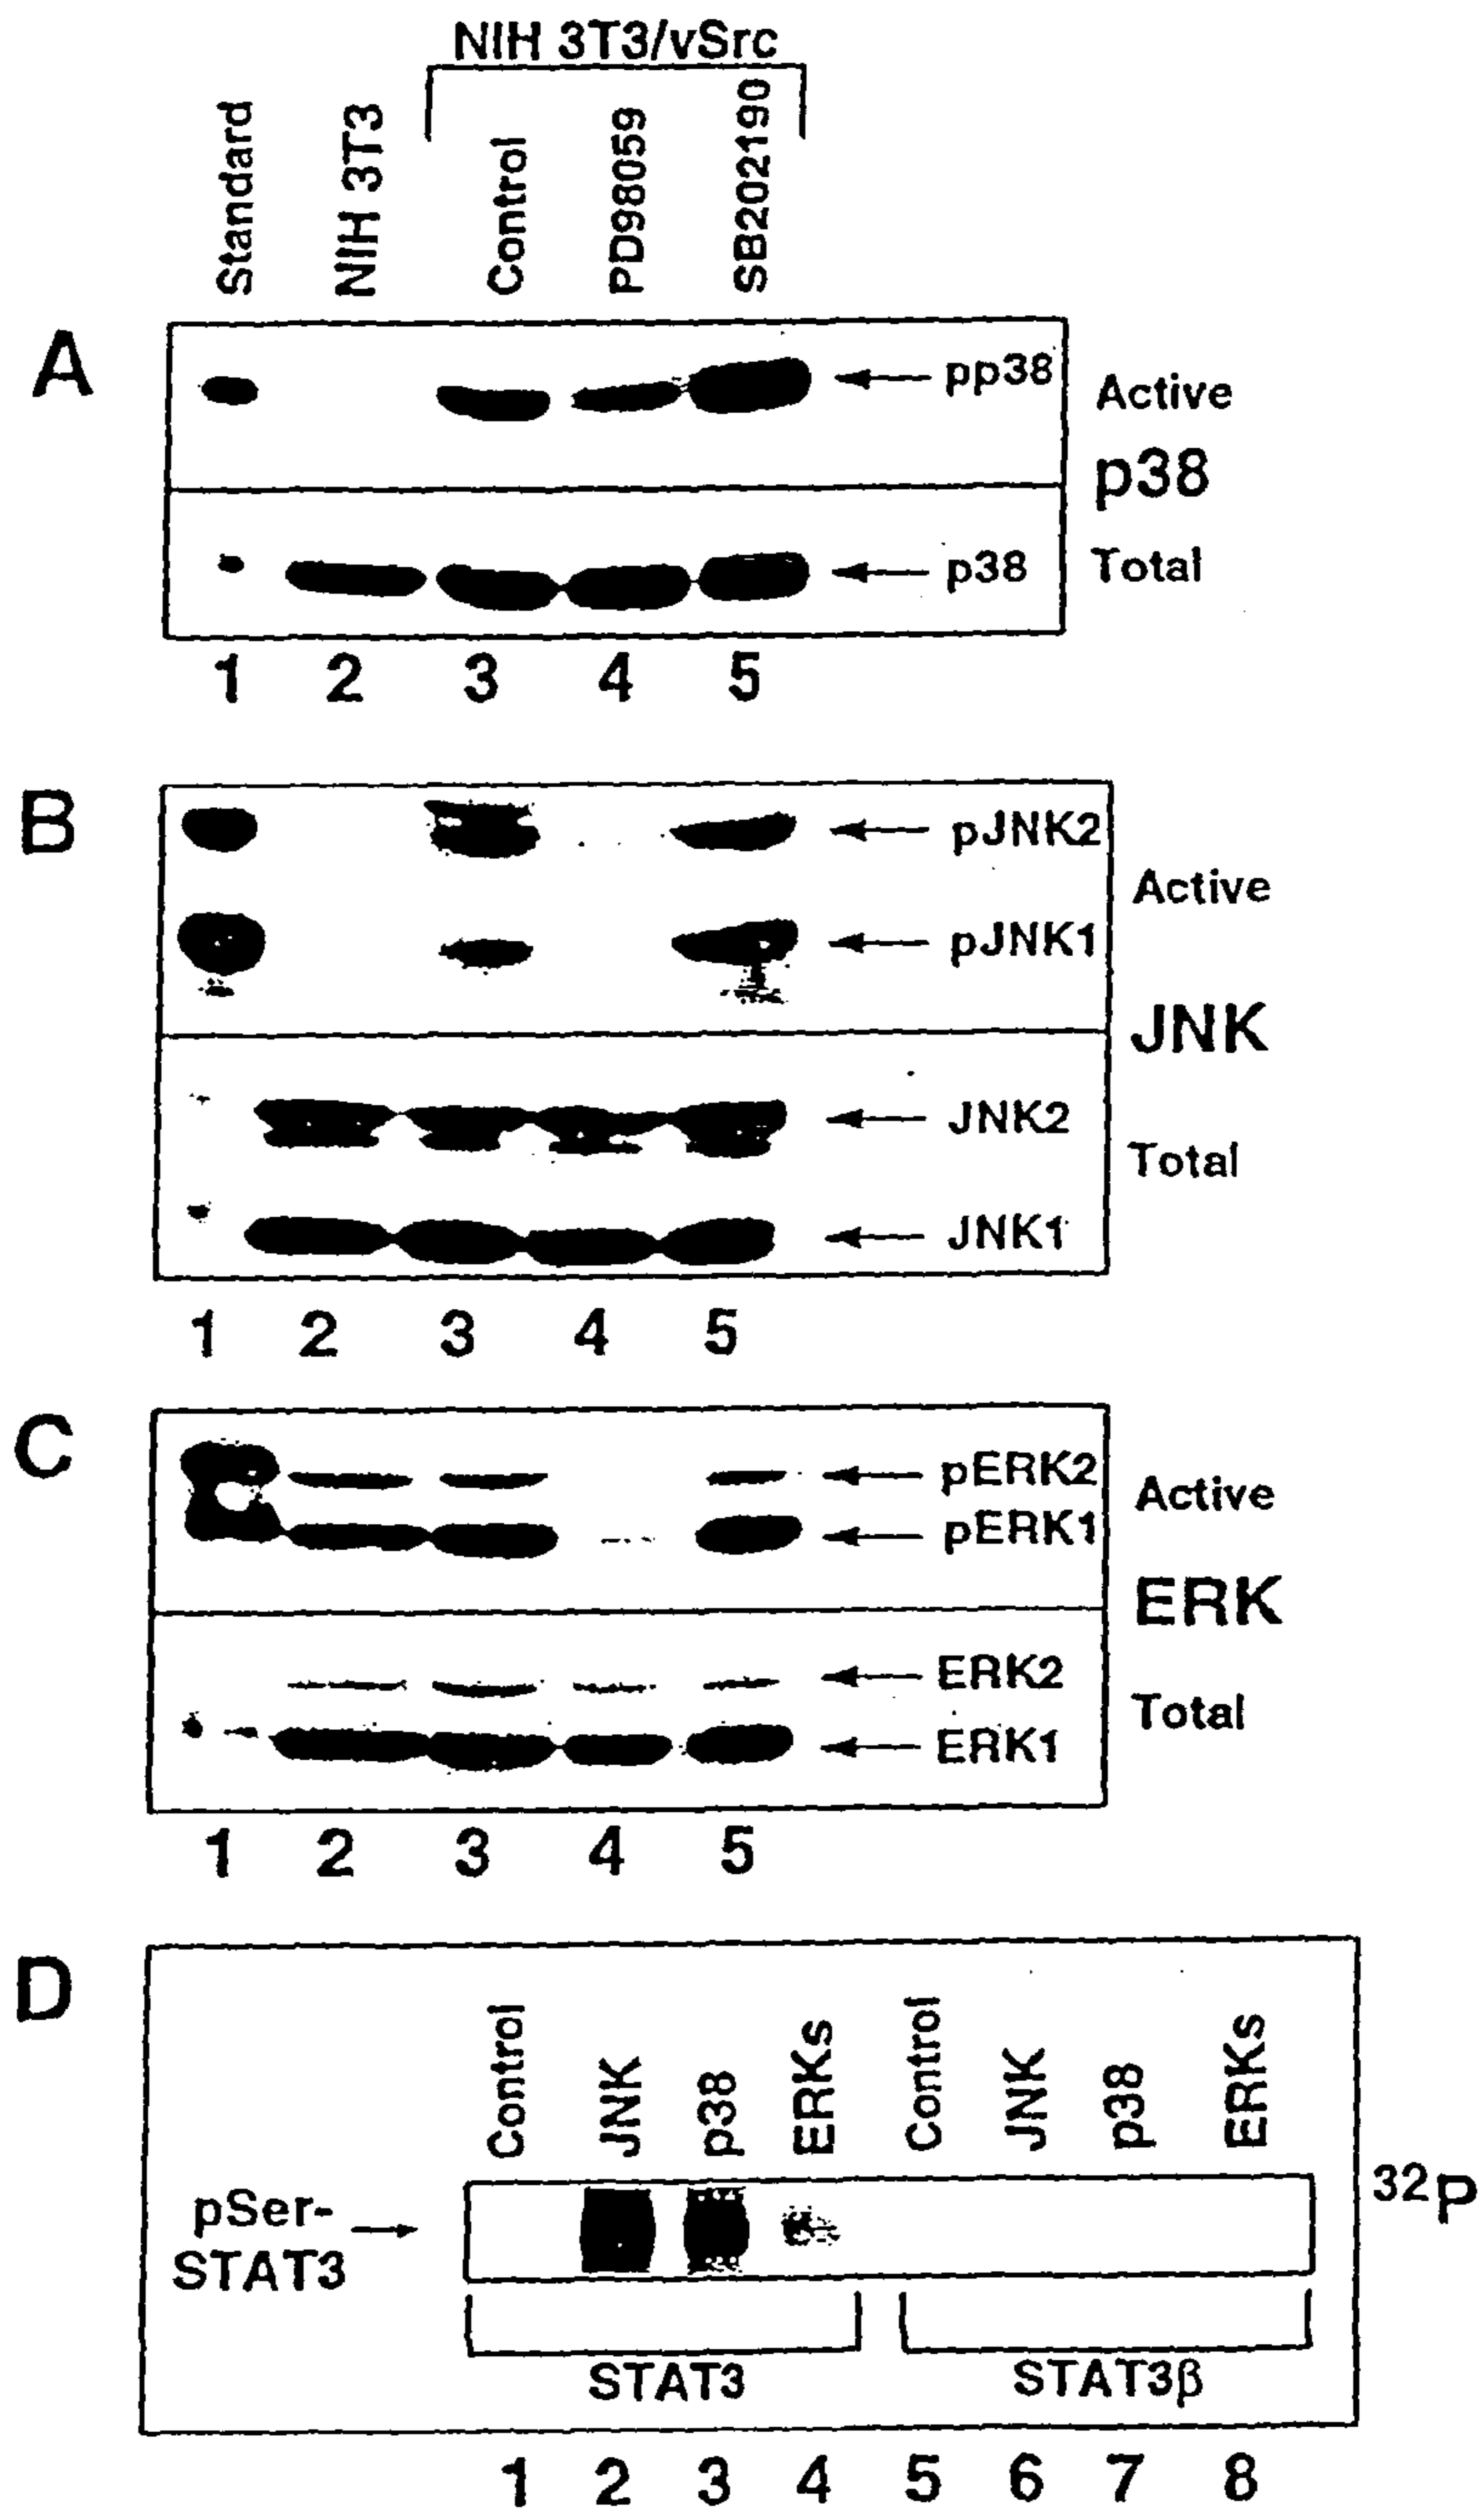 NIH 3T3/vSrc
Standard
NIH 3T3
Control
PD98059
SB202190
A
pp38
Active
p38
p38
Total
1 2 3 4 5
B
pJNK2
Active
pJNK1
JNK
JNK2
Total
JNK1
1 2 3 4 5
C
pERK2
Active
pERK1
ERK
ERK2
Total
ERK1
1 2 3 4 5
D
Control
JNK
p38
ERKs
Control
JNK
p38
ERKs
32P
pSer-
STAT3
STAT3
STAT3β
1 2 3 4 5 6 7 8